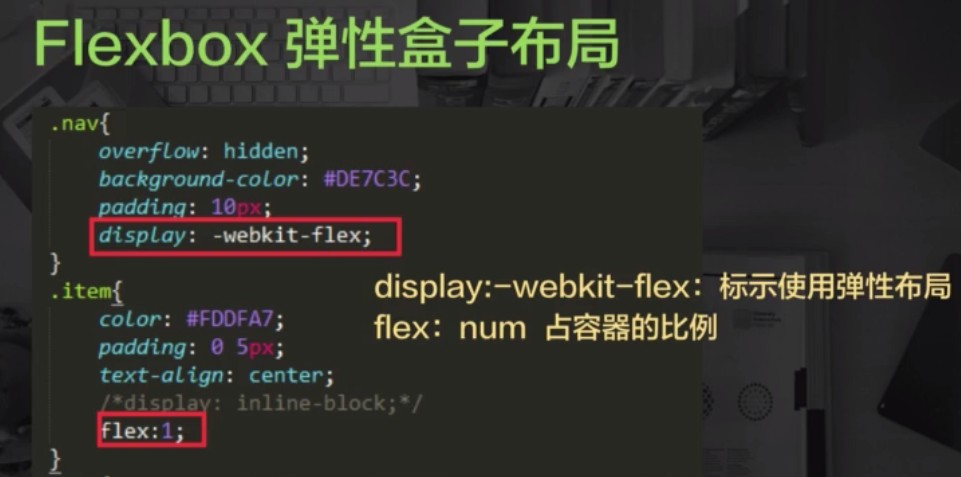 Flexbox 弹性盒子布局
.nav{
overflow: hidden;
background-color: #DE7C3C;
padding: 10px;
display: -webkit-flex;
}
.item{
color: #FDDFA7;
padding: 0 5px;
text-align: center;
/*display: inline-block;*/
flex:1;
}
display:-webkit-flex：标示使用弹性布局
flex：num 占容器的比例